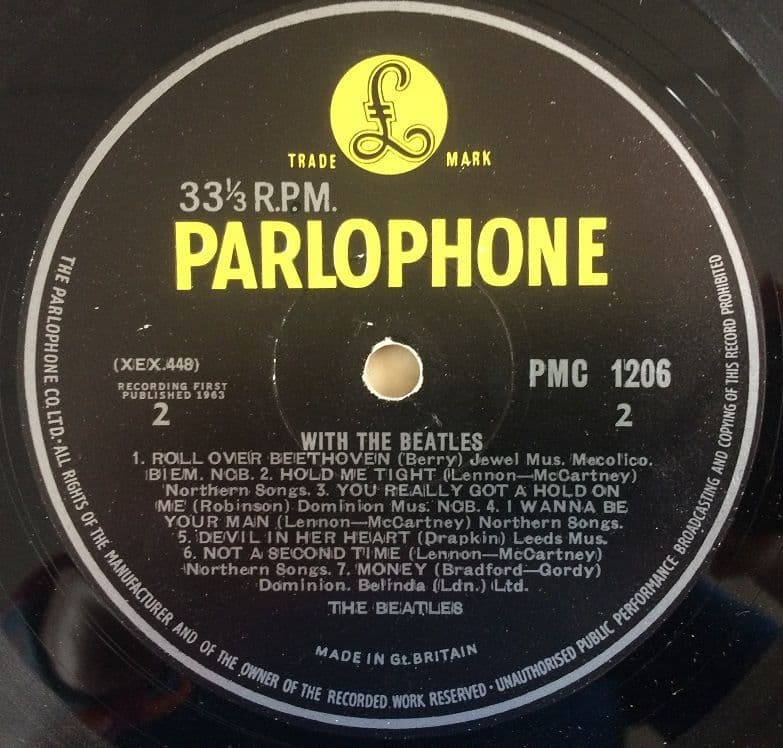 £
TRADE MARK
33⅓ R.P.M.
PARLOPHONE
(XEX.448)
RECORDING FIRST
PUBLISHED 1963
2
PMC 1206
2
WITH THE BEATLES
1. ROLL OVER BEETHOVEN (Berry) Jewel Mus. Mecolico.
BIEM. NCB. 2. HOLD ME TIGHT (Lennon—McCartney)
Northern Songs. 3. YOU REALLY GOT A HOLD ON
ME (Robinson) Dominion Mus. NCB. 4. I WANNA BE
YOUR MAN (Lennon—McCartney) Northern Songs.
5. DEVIL IN HER HEART (Drapkin) Leeds Mus.
6. NOT A SECOND TIME (Lennon—McCartney)
Northern Songs. 7. MONEY (Bradford—Gordy)
Dominion. Belinda (Ldn.) Ltd.
THE BEATLES
MADE IN Gt. BRITAIN
THE PARLOPHONE CO. LTD. · ALL RIGHTS OF THE MANUFACTURER AND OF THE OWNER OF THE RECORDED WORK RESERVED · UNAUTHORISED PUBLIC PERFORMANCE BROADCASTING AND COPYING OF THIS RECORD PROHIBITED